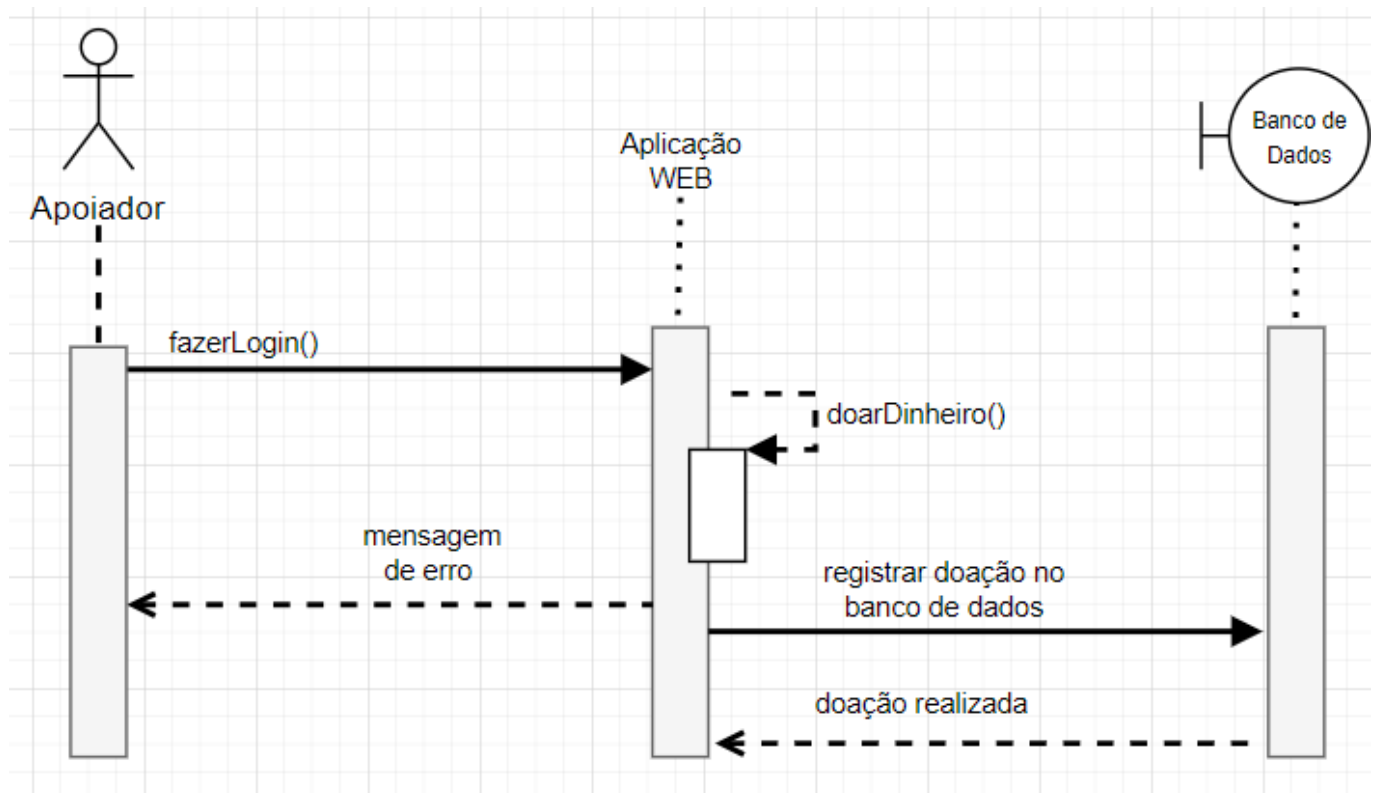 Apoiador
Aplicação
WEB
Banco de
Dados
fazerLogin()
doarDinheiro()
mensagem
de erro
registrar doação no
banco de dados
doação realizada